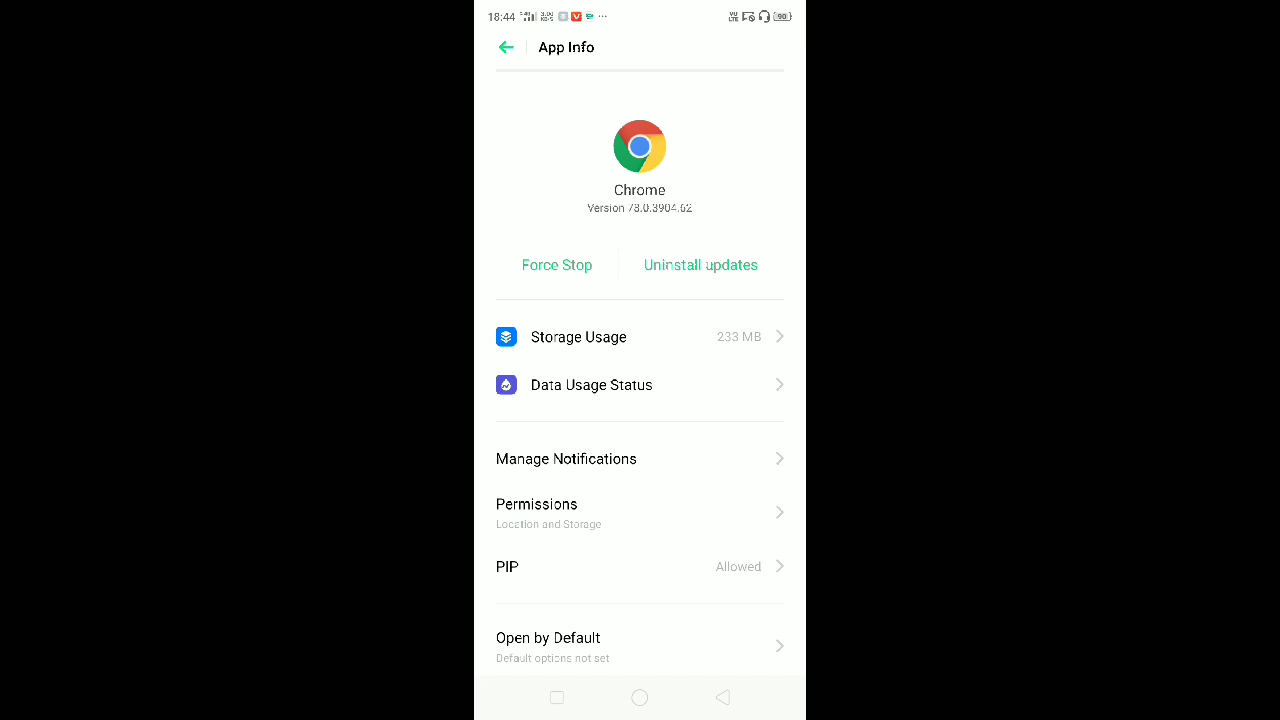 18:44
App Info
Chrome
Version 78.0.3904.62
Force Stop
Uninstall updates
Storage Usage
233 MB
Data Usage Status
Manage Notifications
Permissions
Location and Storage
PIP
Allowed
Open by Default
Default options not set